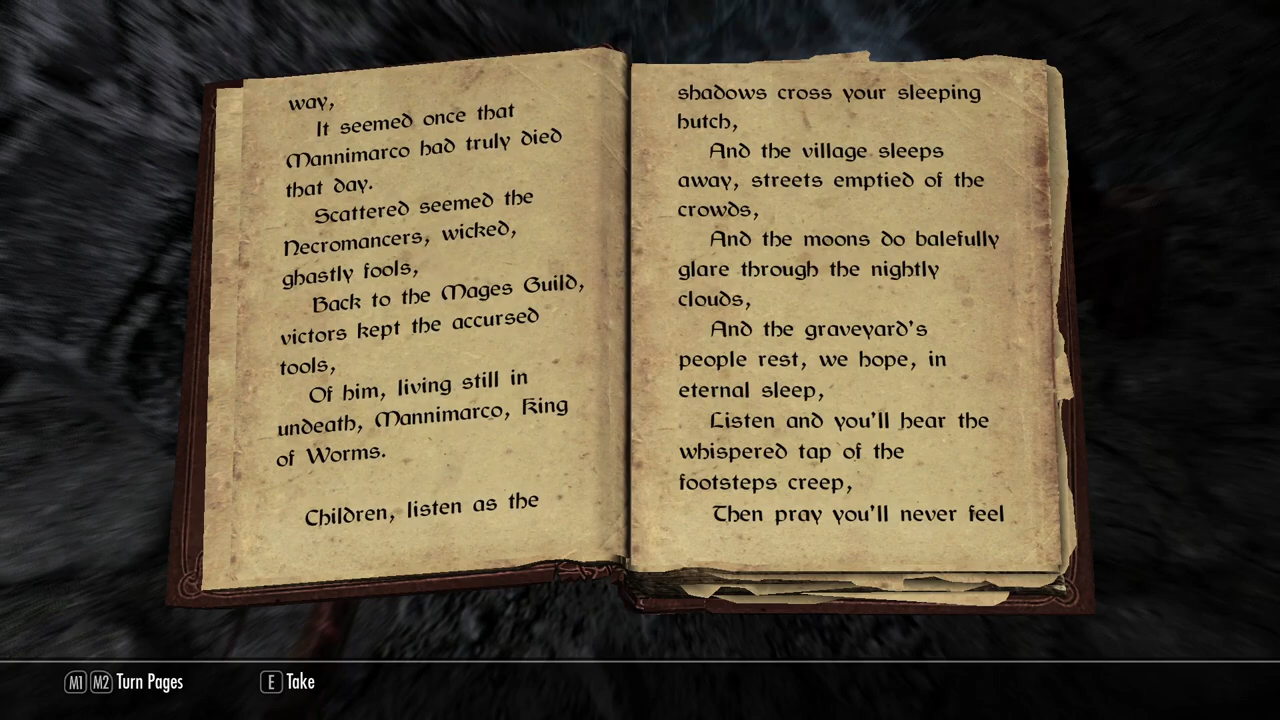 way,
It seemed once that
Mannimarco had truly died
that day.
Scattered seemed the
Necromancers, wicked,
ghastly fools,
Back to the Mages Guild,
victors kept the accursed
tools,
Of him, living still in
undeath, Mannimarco, King
of Worms.
Children, listen as the
shadows cross your sleeping
hutch,
And the village sleeps
away, streets emptied of the
crowds,
And the moons do balefully
glare through the nightly
clouds,
And the graveyard's
people rest, we hope, in
eternal sleep,
Listen and you'll hear the
whispered tap of the
footsteps creep,
Then pray you'll never feel
M1 M2 Turn Pages
E Take